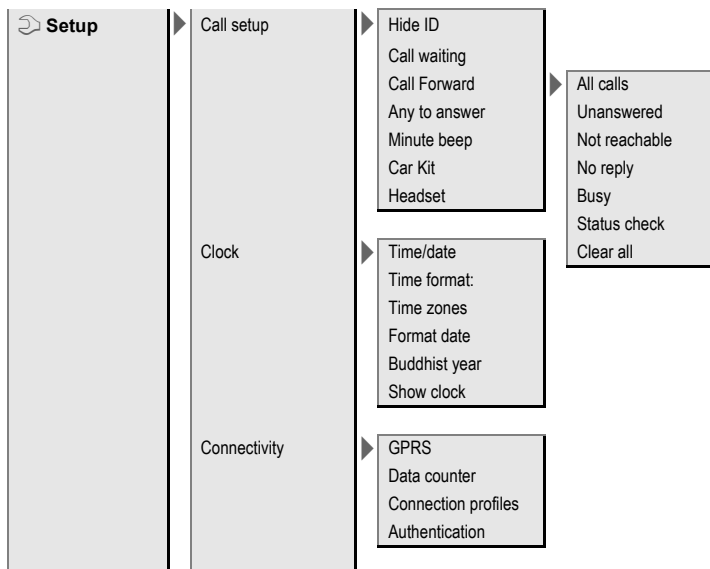 Setup
Call setup
Hide ID
Call waiting
Call Forward
Any to answer
Minute beep
Car Kit
Headset
All calls
Unanswered
Not reachable
No reply
Busy
Status check
Clear all
Clock
Time/date
Time format:
Time zones
Format date
Buddhist year
Show clock
Connectivity
GPRS
Data counter
Connection profiles
Authentication